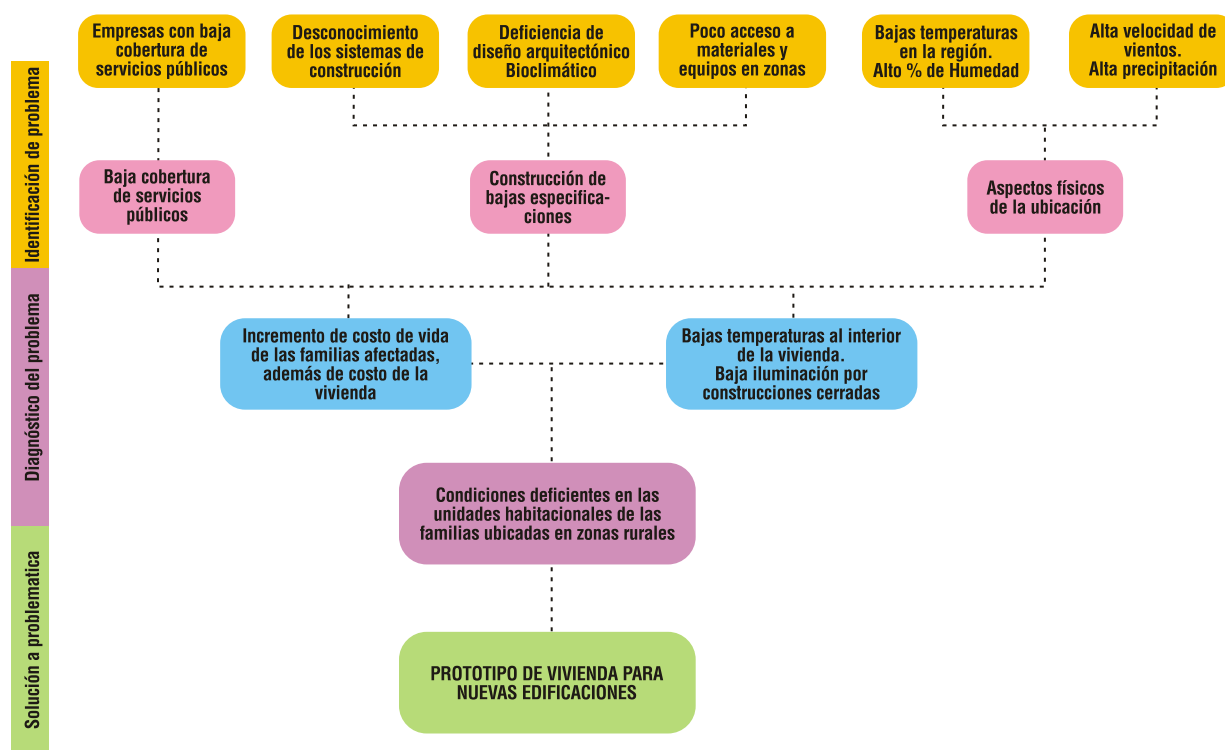 Empresas con baja
cobertura de
servicios públicos
Desconocimiento
de los sistemas de
construcción
Deficiencia de
diseño arquitectónico
Bioclimático
Poco acceso a
materiales y
equipos en zonas
Bajas temperaturas
en la región.
Alto % de Humedad
Alta velocidad de
vientos.
Alta precipitación
Identificación de problema
Baja cobertura
de servicios
públicos
Construcción de
bajas especifica-
ciones
Aspectos físicos
de la ubicación
Diagnóstico del problema
Incremento de costo de vida
de las familias afectadas,
además de costo de la
vivienda
Bajas temperaturas al interior
de la vivienda.
Baja iluminación por
construcciones cerradas
Condiciones deficientes en las
unidades habitacionales de las
familias ubicadas en zonas rurales
Solución a problematica
PROTOTIPO DE VIVIENDA PARA
NUEVAS EDIFICACIONES